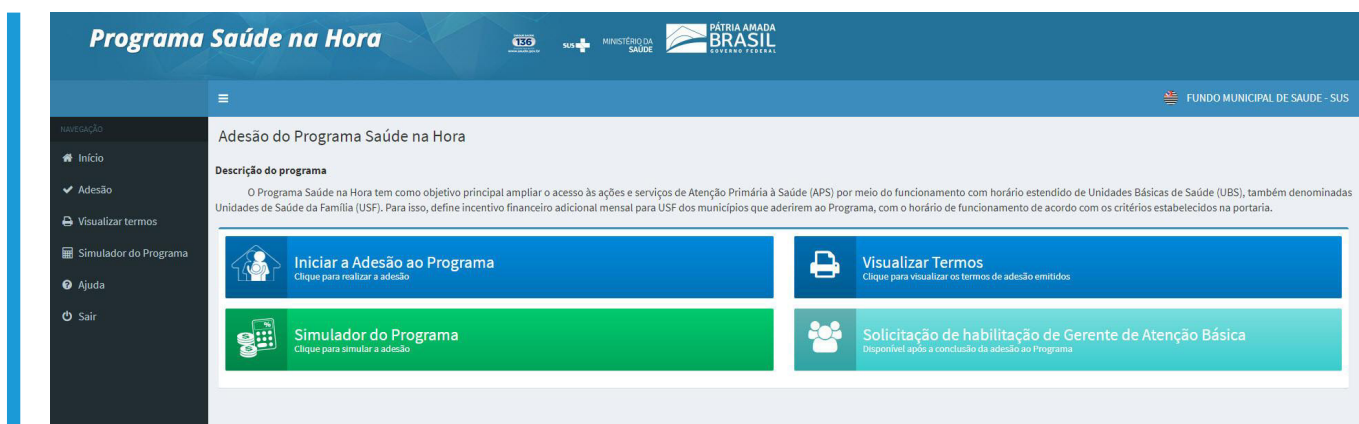 Programa Saúde na Hora
136
SUS
MINISTÉRIO DA
SAÚDE
PÁTRIA AMADA
BRASIL
GOVERNO FEDERAL
FUNDO MUNICIPAL DE SAUDE - SUS
NAVEGAÇÃO
Início
Adesão
Visualizar termos
Simulador do Programa
Ajuda
Sair
Adesão do Programa Saúde na Hora
Descrição do programa
O Programa Saúde na Hora tem como objetivo principal ampliar o acesso às ações e serviços de Atenção Primária à Saúde (APS) por meio do funcionamento com horário estendido de Unidades Básicas de Saúde (UBS), também denominadas
Unidades de Saúde da Família (USF). Para isso, define incentivo financeiro adicional mensal para USF dos municípios que aderirem ao Programa, com o horário de funcionamento de acordo com os critérios estabelecidos na portaria.
Iniciar a Adesão ao Programa
Clique para realizar a adesão
Visualizar Termos
Clique para visualizar os termos de adesão emitidos
Simulador do Programa
Clique para simular a adesão
Solicitação de habilitação de Gerente de Atenção Básica
Disponível após a conclusão da adesão ao Programa